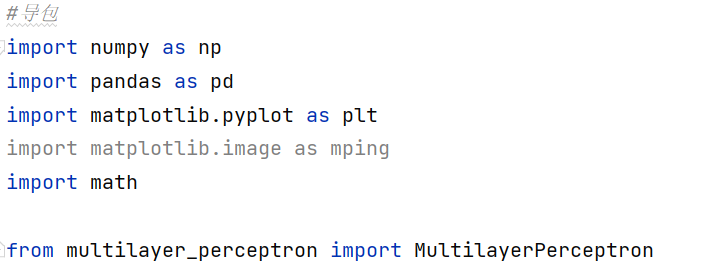 #导包
import numpy as np
import pandas as pd
import matplotlib.pyplot as plt
import matplotlib.image as mping
import math
from multilayer_perceptron import MultilayerPerceptron